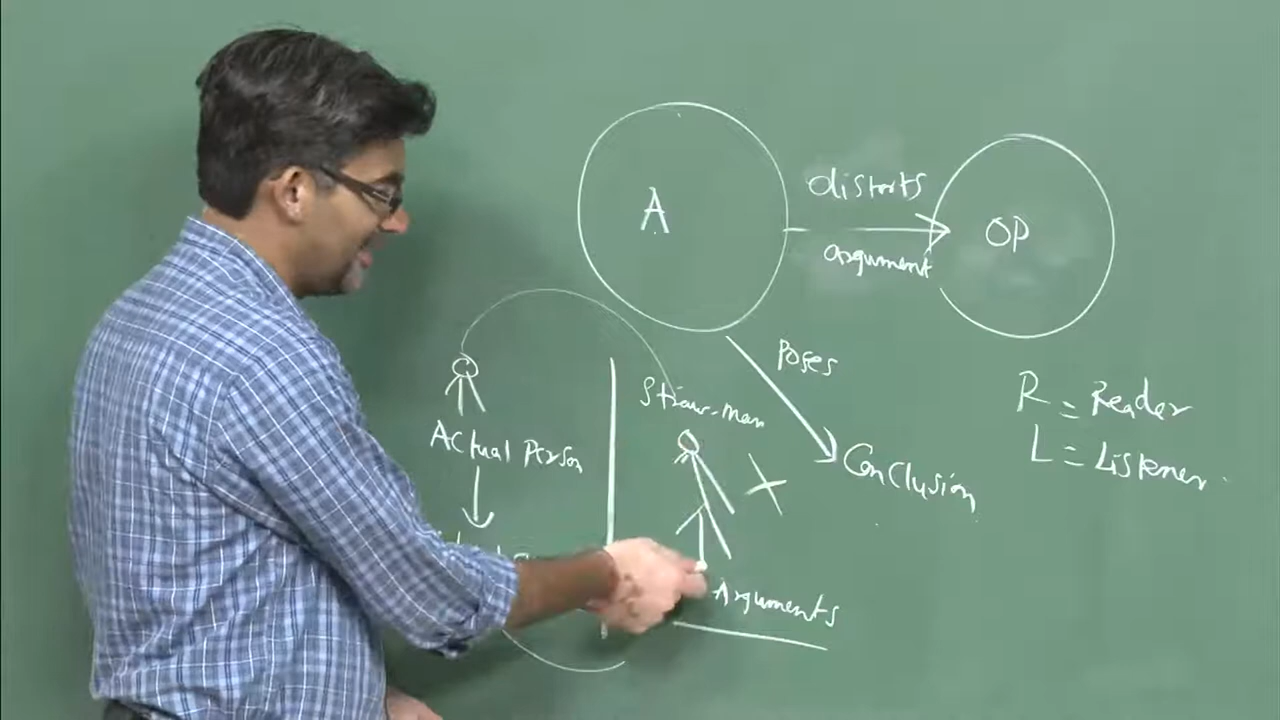 A
distorts
argument
OP
Poses
Conclusion
R = Reader
L = Listener
Straw-man
Actual Person
Arguments